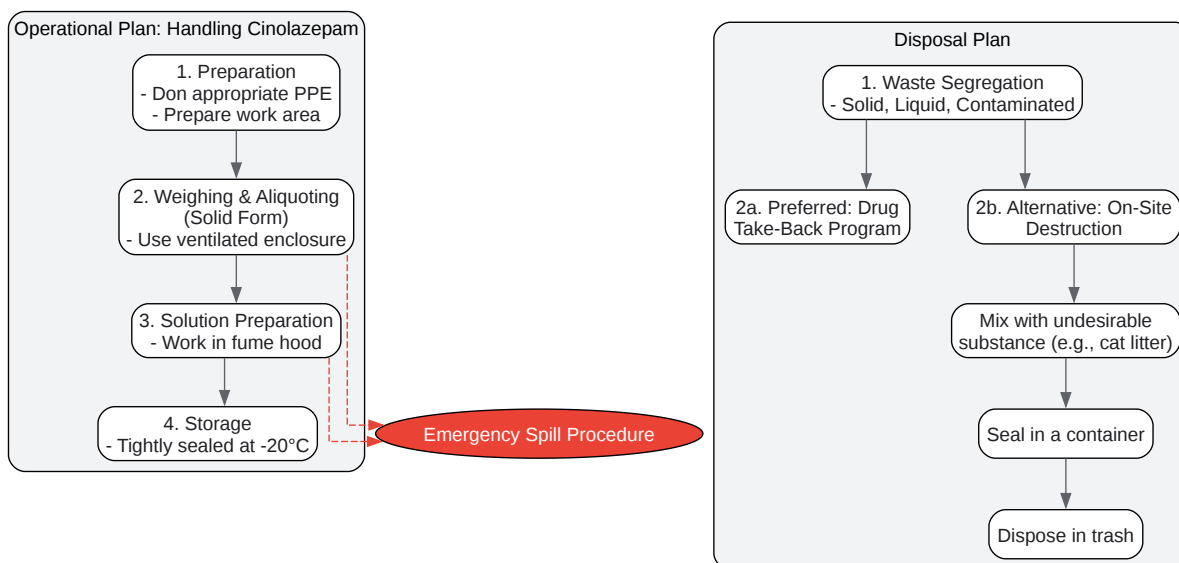 Operational Plan: Handling Cinolazepam
1. Preparation
- Don appropriate PPE
- Prepare work area
2. Weighing & Aliquoting
(Solid Form)
- Use ventilated enclosure
3. Solution Preparation
- Work in fume hood
4. Storage
- Tightly sealed at -20°C
Emergency Spill Procedure
Disposal Plan
1. Waste Segregation
- Solid, Liquid, Contaminated
2a. Preferred: Drug
Take-Back Program
2b. Alternative: On-Site
Destruction
Mix with undesirable
substance (e.g., cat litter)
Seal in a container
Dispose in trash